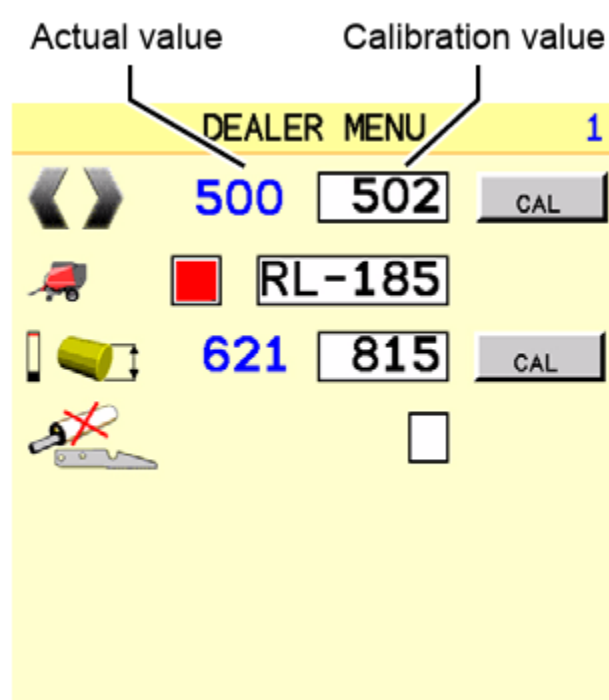 Actual value Calibration value
DEALER MENU 1
500 502 CAL
RL-185
621 815 CAL